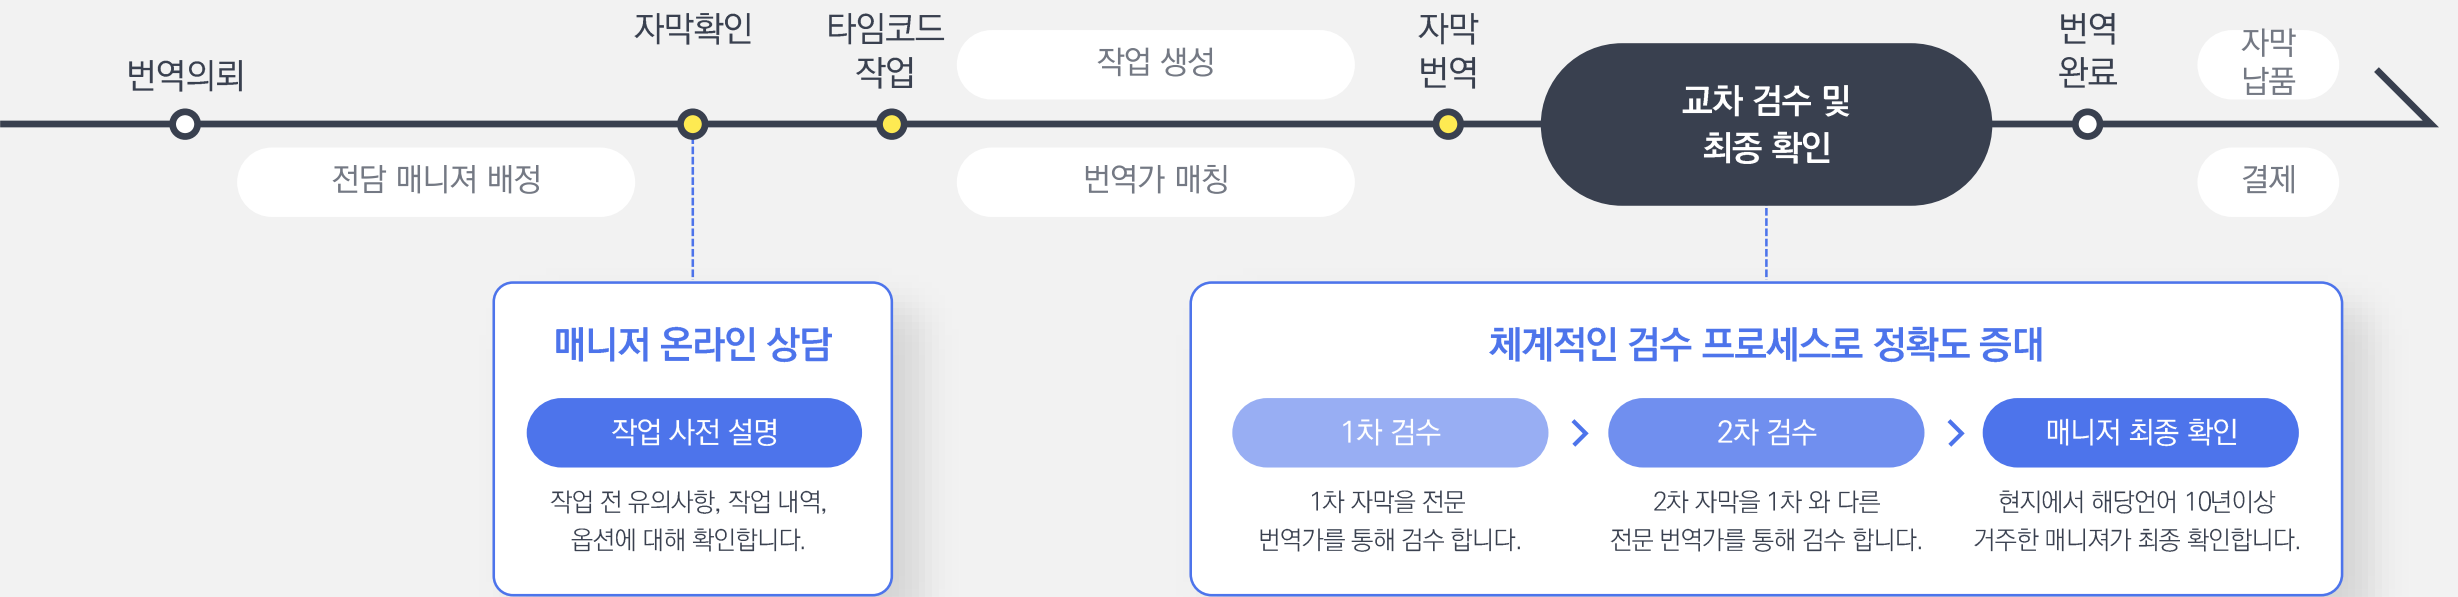 번역의뢰
전담 매니져 배정
자막확인
타임코드
작업
작업 생성
번역가 매칭
자막
번역
교차 검수 및
최종 확인
번역
완료
자막
납품
결제
매니저 온라인 상담
작업 사전 설명
작업 전 유의사항, 작업 내역,
옵션에 대해 확인합니다.
체계적인 검수 프로세스로 정확도 증대
1차 검수
1차 자막을 전문
번역가를 통해 검수 합니다.
2차 검수
2차 자막을 1차 와 다른
전문 번역가를 통해 검수 합니다.
매니저 최종 확인
현지에서 해당언어 10년이상
거주한 매니져가 최종 확인합니다.